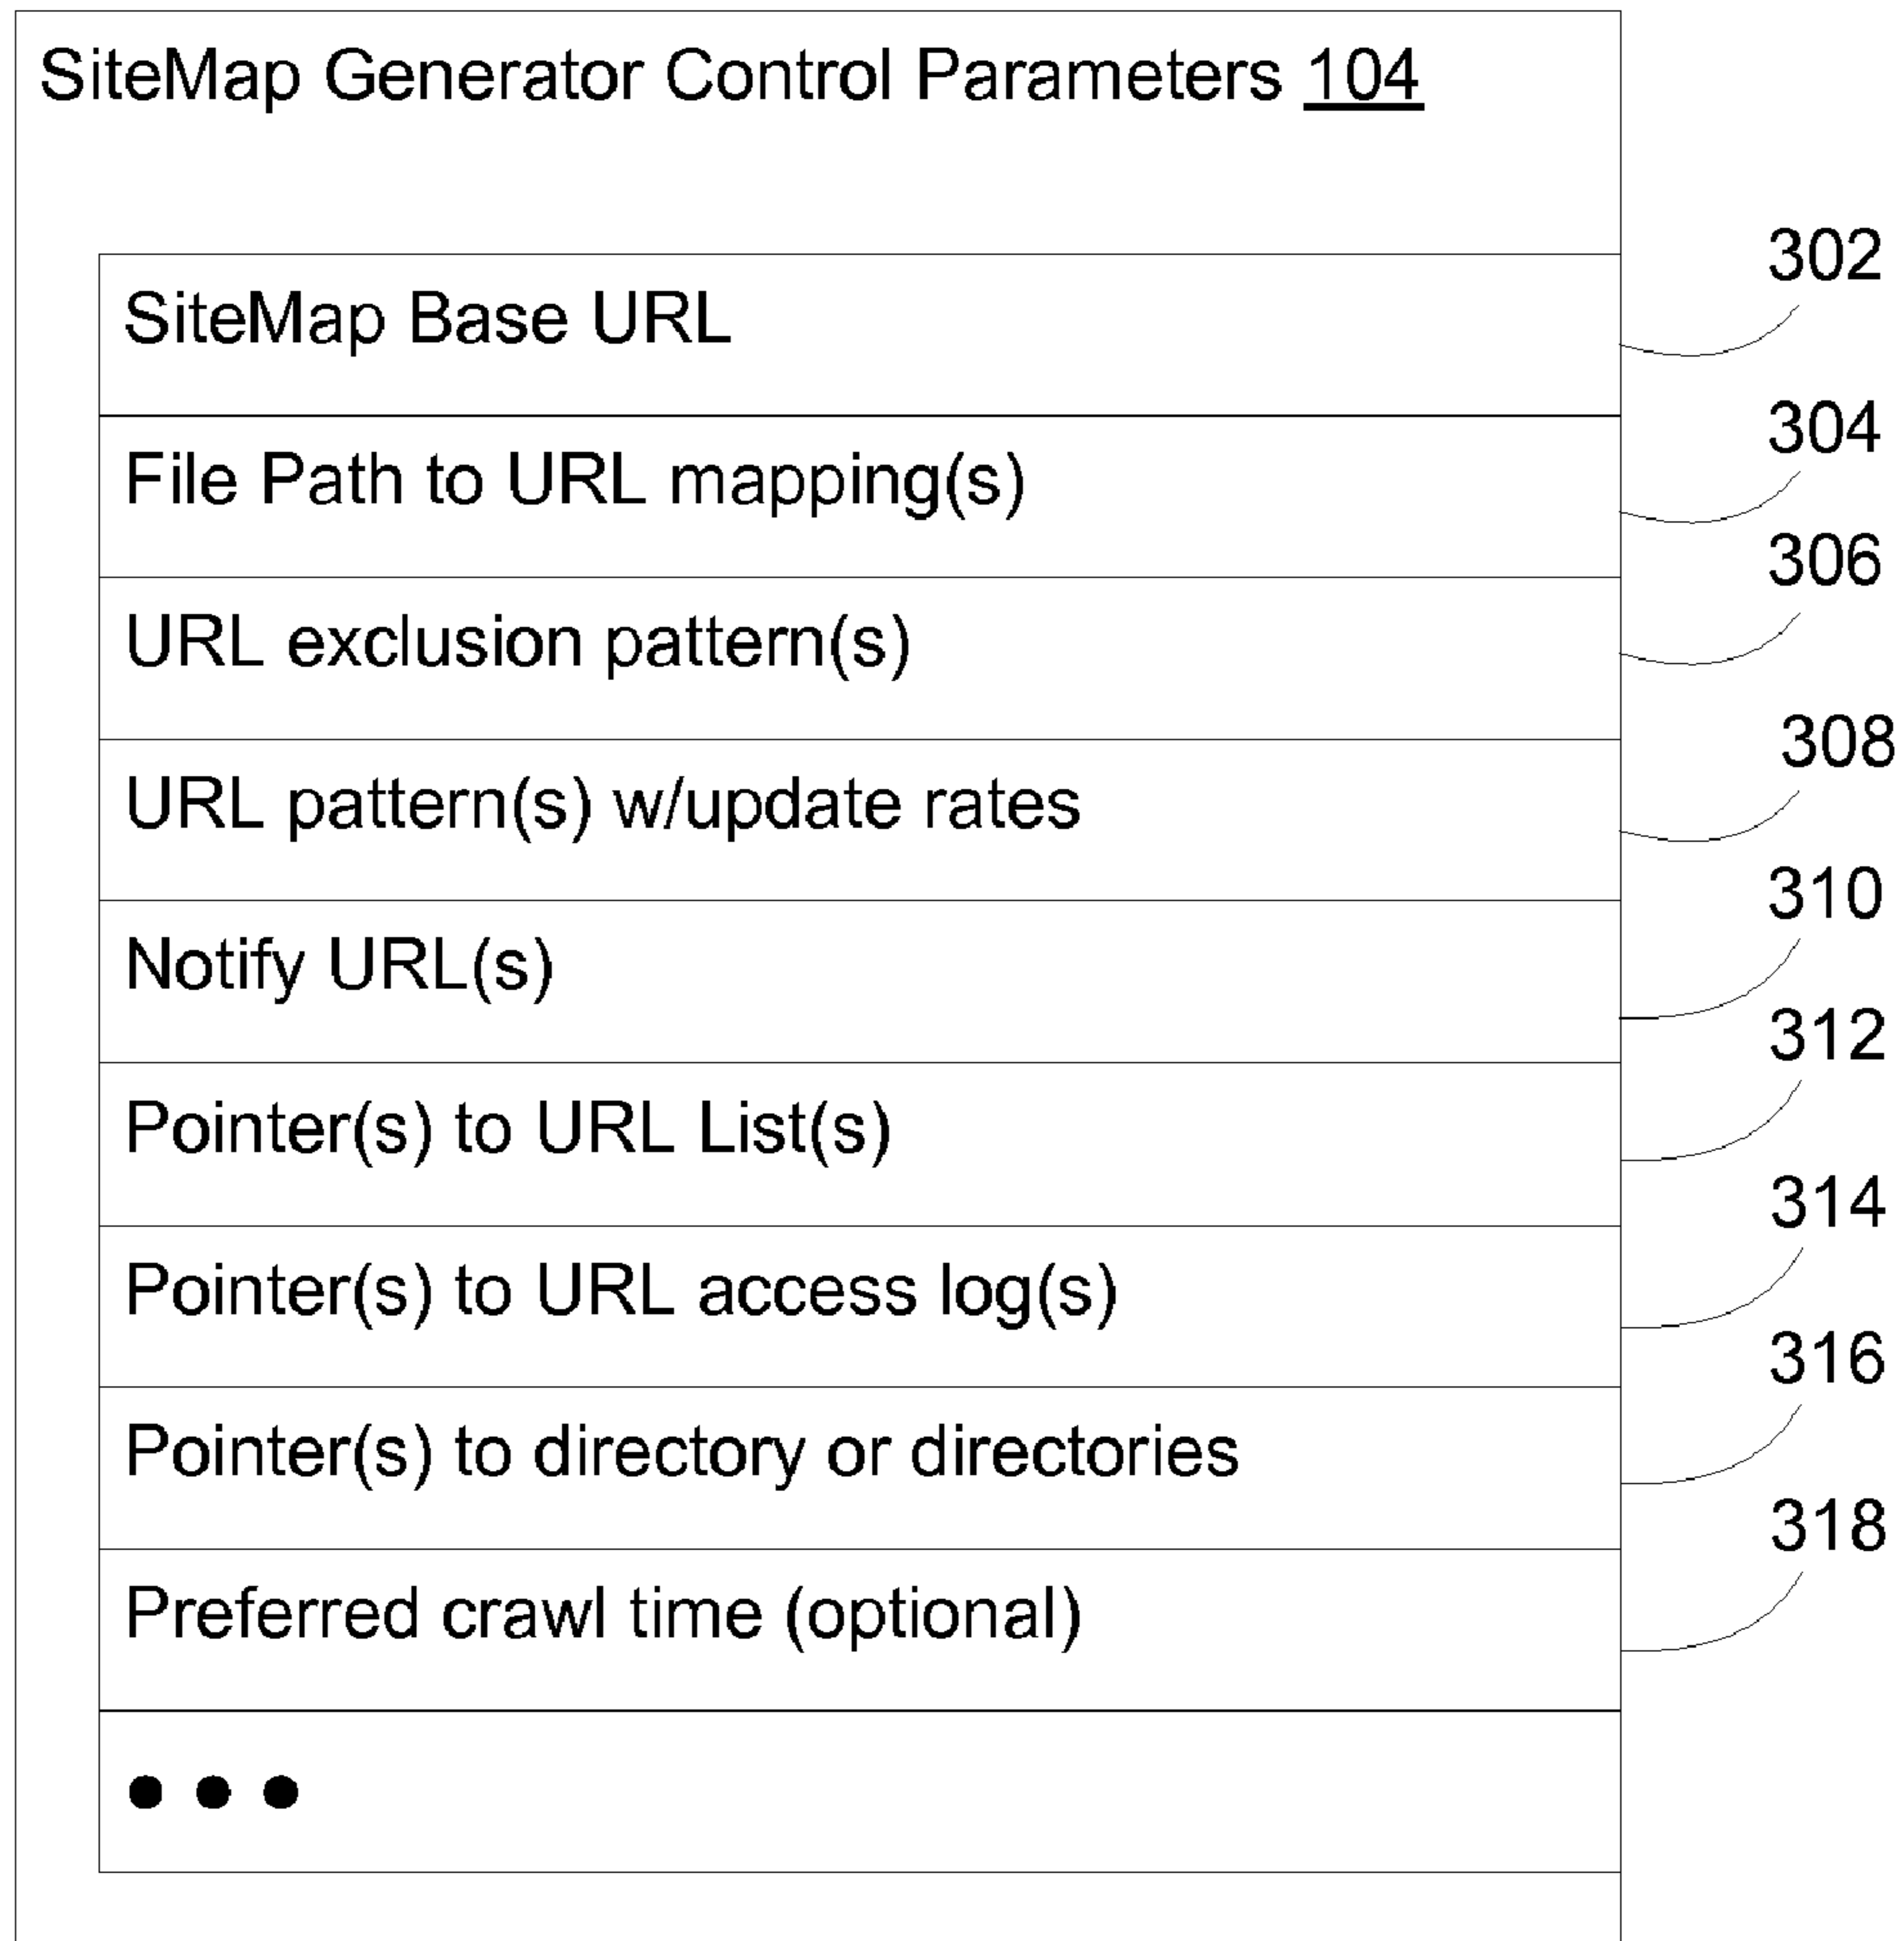 SiteMap Generator Control Parameters 104
302
SiteMap Base URL
304
File Path to URL mapping(s)
306
URL exclusion pattern(s)
308
URL pattern(s) w/update rates
310
Notify URL(s)
312
Pointer(s) to URL List(s)
314
Pointer(s) to URL access log(s)
316
Pointer(s) to directory or directories
318
Preferred crawl time (optional)
• • •